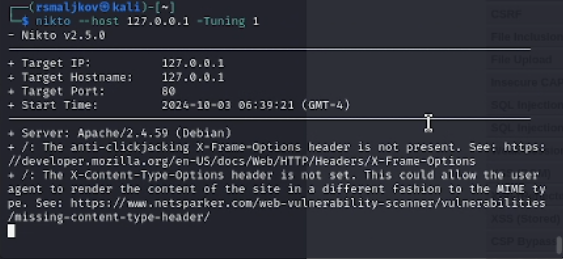 (rsmaljkov㉿kali)-[~]
$ nikto --host 127.0.0.1 -Tuning 1
- Nikto v2.5.0
+ Target IP: 127.0.0.1
+ Target Hostname: 127.0.0.1
+ Target Port: 80
+ Start Time: 2024-10-03 06:39:21 (GMT-4)
+ Server: Apache/2.4.59 (Debian)
+ /: The anti-clickjacking X-Frame-Options header is not present. See: https:
//developer.mozilla.org/en-US/docs/Web/HTTP/Headers/X-Frame-Options
+ /: The X-Content-Type-Options header is not set. This could allow the user
agent to render the content of the site in a different fashion to the MIME ty
pe. See: https://www.netsparker.com/web-vulnerability-scanner/vulnerabilities
/missing-content-type-header/
CSRF
File Inclusion
File Upload
Insecure CAP
SQL Injection
SQL Injection
XSS (Stored)
CSP Bypass